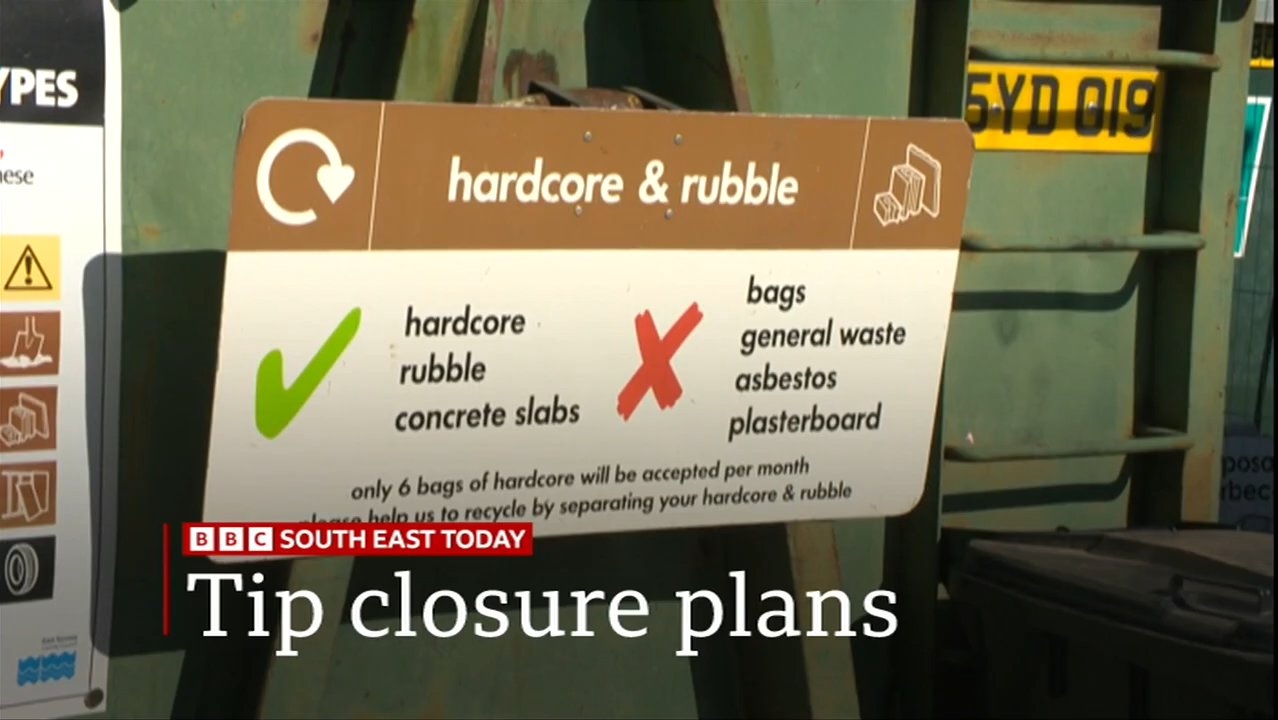 YPES
5YD 019
hardcore & rubble
hardcore
rubble
concrete slabs
bags
general waste
asbestos
plasterboard
only 6 bags of hardcore will be accepted per month
please help us to recycle by separating your hardcore & rubble
BBC SOUTH EAST TODAY
Tip closure plans